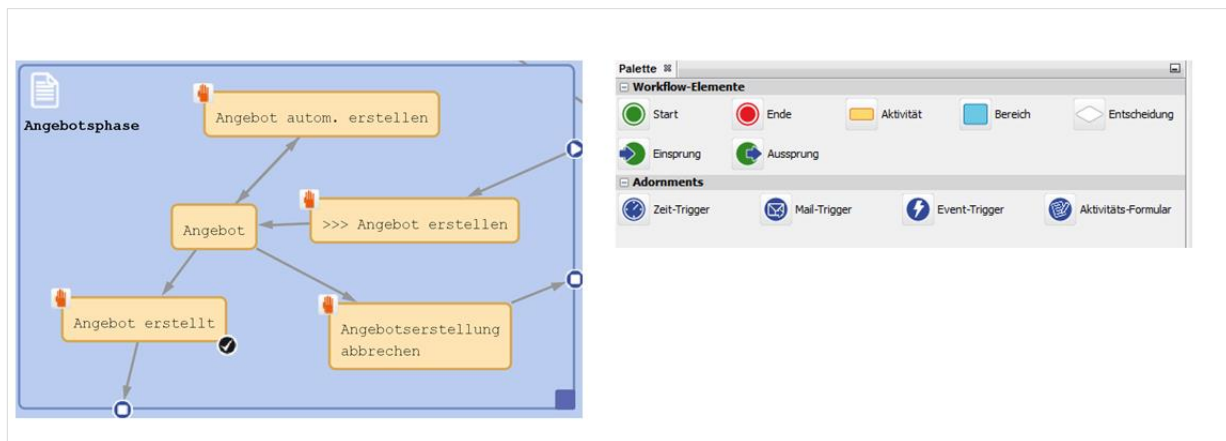 Angebotsphase
Angebot autom. erstellen
>>> Angebot erstellen
Angebot
Angebot erstellt
Angebotserstellung
abbrechen
Palette
Workflow-Elemente
Start Ende Aktivität Bereich Entscheidung
Einsprung Aussprung
Adornments
Zeit-Trigger Mail-Trigger Event-Trigger Aktivitäts-Formular